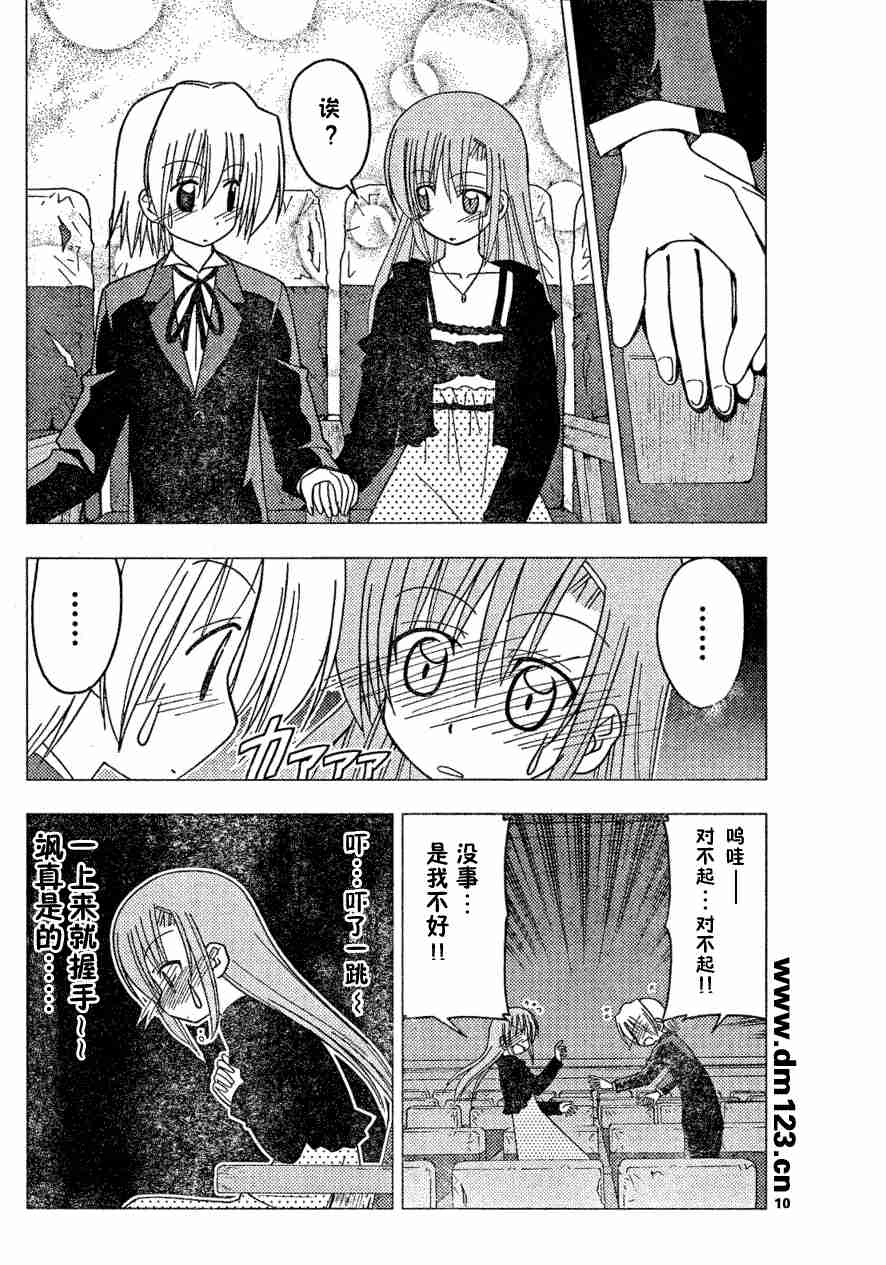 诶？
……
……
カァァァ
呜哇——
对不起…对不起!!
没事…
是我不好!!
吓…吓了一跳～
一上来就握手～～
飒真是的……
www.dm123.cn
10